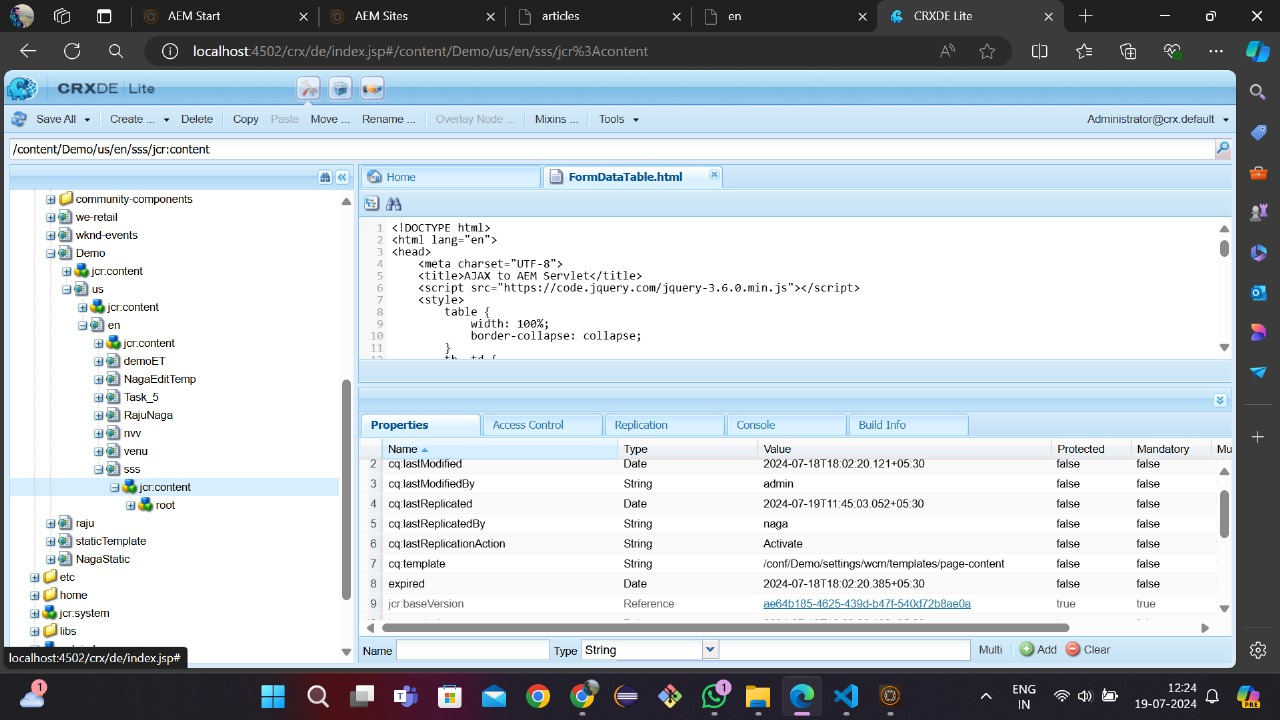 AEM Start
AEM Sites
articles
en
CRXDE Lite
localhost:4502/crx/de/index.jsp#/content/Demo/us/en/sss/jcr%3Acontent
CRXDE | Lite
Save All
Create ...
Delete
Copy
Paste
Move ...
Rename ...
Overlay Node ...
Mixins ...
Tools
Administrator@crx.default
/content/Demo/us/en/sss/jcr:content
community-components
we-retail
wknd-events
Demo
jcr:content
us
jcr:content
en
jcr:content
demoET
NagaEditTemp
Task_5
RajuNaga
nvv
venu
sss
jcr:content
root
raju
staticTemplate
NagaStatic
etc
home
jcr:system
libs
localhost:4502/crx/de/index.jsp#
Home
FormDataTable.html
1 <!DOCTYPE html>
2 <html lang="en">
3 <head>
4 <meta charset="UTF-8">
5 <title>AJAX to AEM Servlet</title>
6 <script src="https://code.jquery.com/jquery-3.6.0.min.js"></script>
7 <style>
8 table {
9 width: 100%;
10 border-collapse: collapse;
11 }
Properties
Access Control
Replication
Console
Build Info
Name Type Value Protected Mandatory Mu
2 cq:lastModified Date 2024-07-18T18:02:20.121+05:30 false false
3 cq:lastModifiedBy String admin false false
4 cq:lastReplicated Date 2024-07-19T11:45:03.052+05:30 false false
5 cq:lastReplicatedBy String naga false false
6 cq:lastReplicationAction String Activate false false
7 cq:template String /conf/Demo/settings/wcm/templates/page-content false false
8 expired Date 2024-07-18T18:02:20.385+05:30 false false
9 jcr:baseVersion Reference ae64b185-4625-439d-b47f-540d72b8ae0a true true
Name Type String Multi Add Clear
1
1
ENG
IN
12:24
19-07-2024
PRE